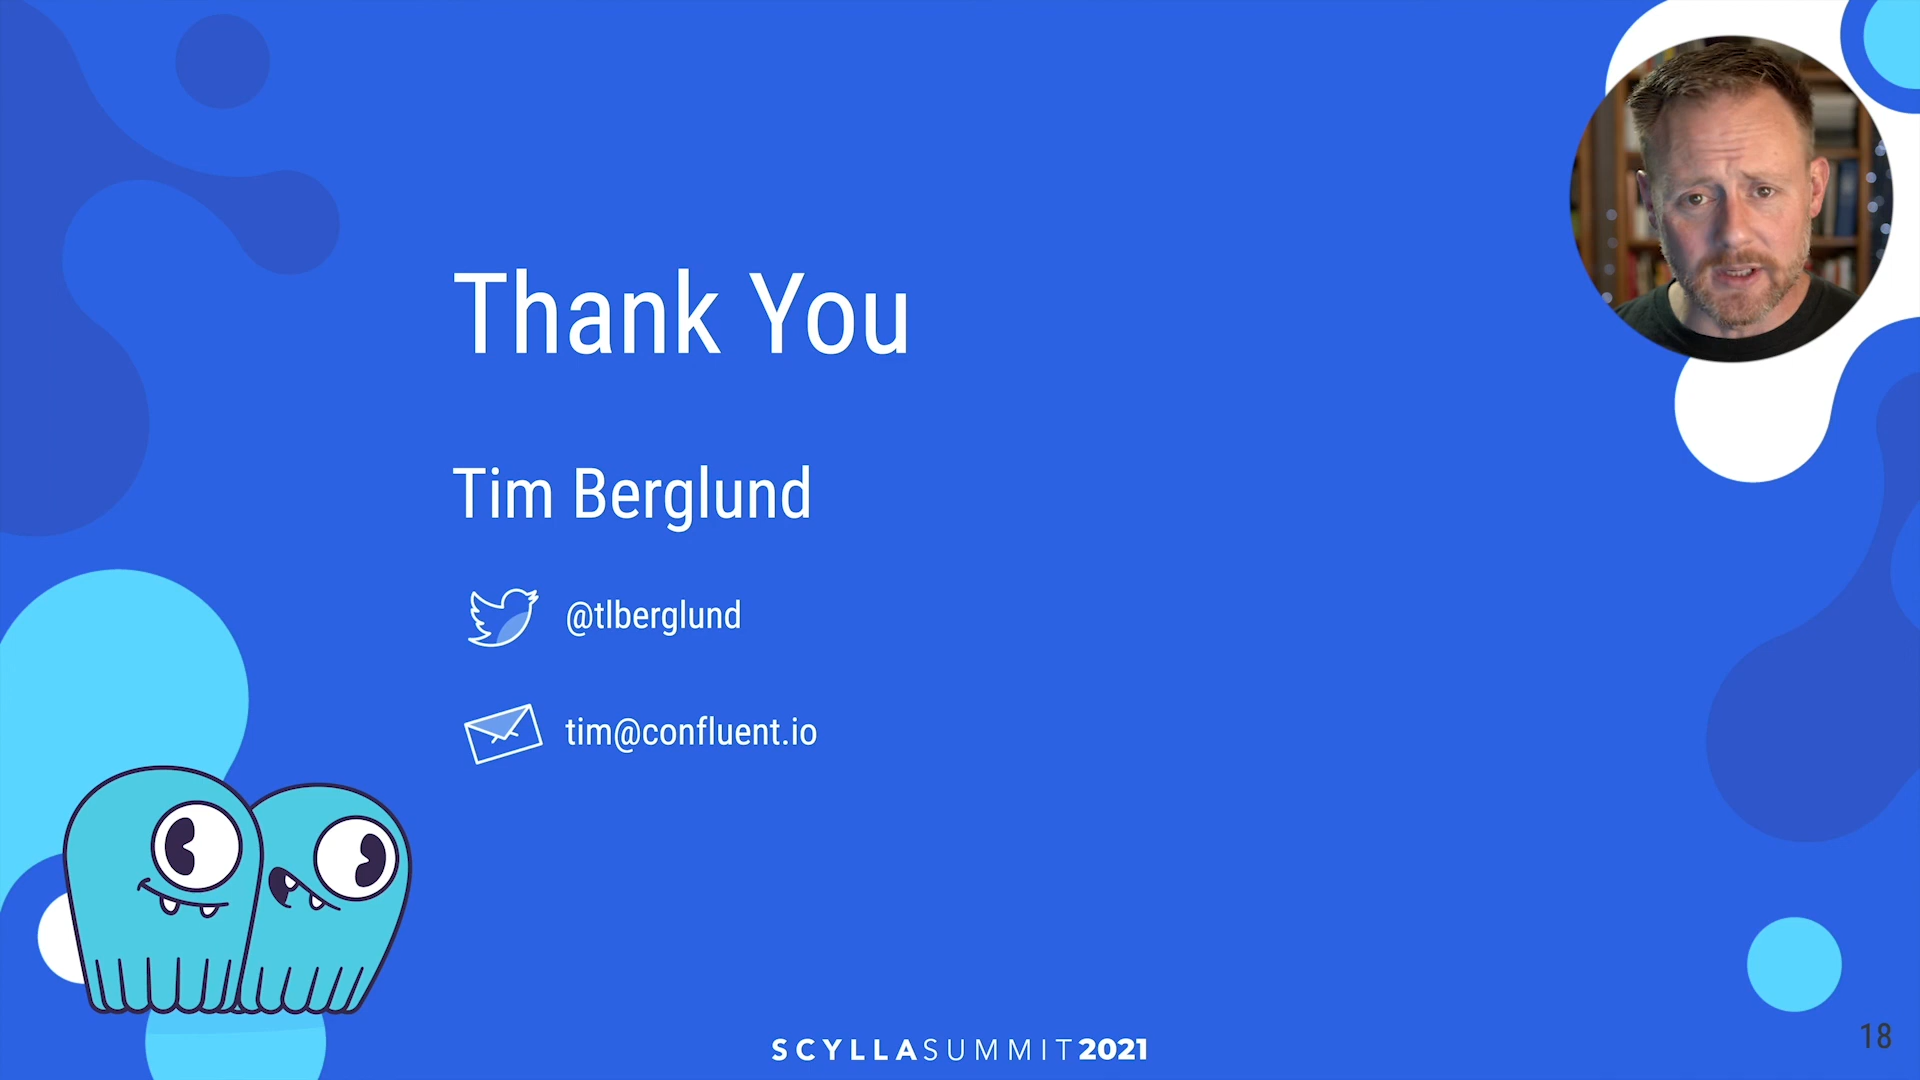 Thank You
Tim Berglund
@tlberglund
tim@confluent.io
SCYLLASUMMIT2021
18